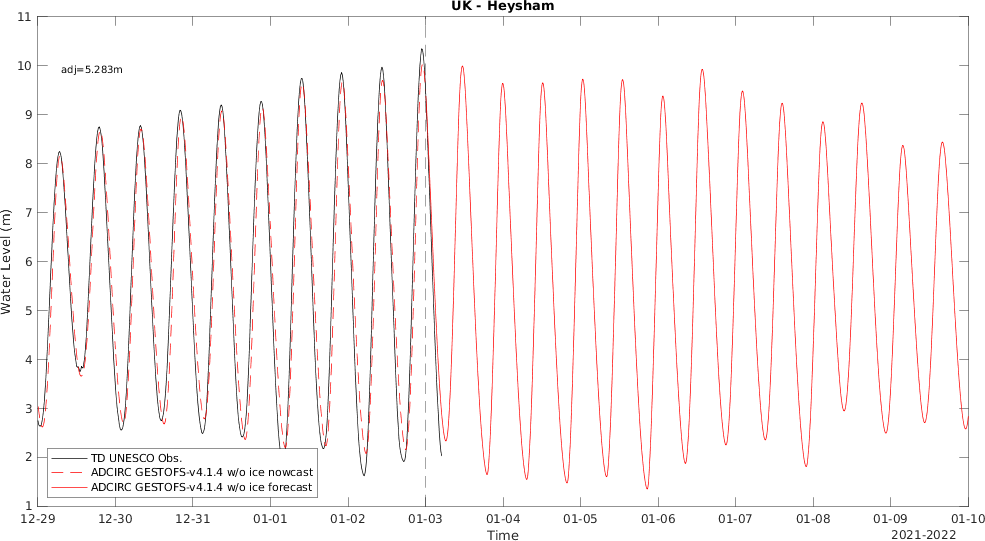 UK - Heysham
adj=5.283m
Water Level (m)
11
10
9
8
7
6
5
4
3
2
1
TD UNESCO Obs.
ADCIRC GESTOFS-v4.1.4 w/o ice nowcast
ADCIRC GESTOFS-v4.1.4 w/o ice forecast
12-29 12-30 12-31 01-01 01-02 01-03 01-04 01-05 01-06 01-07 01-08 01-09 01-10
Time
2021-2022